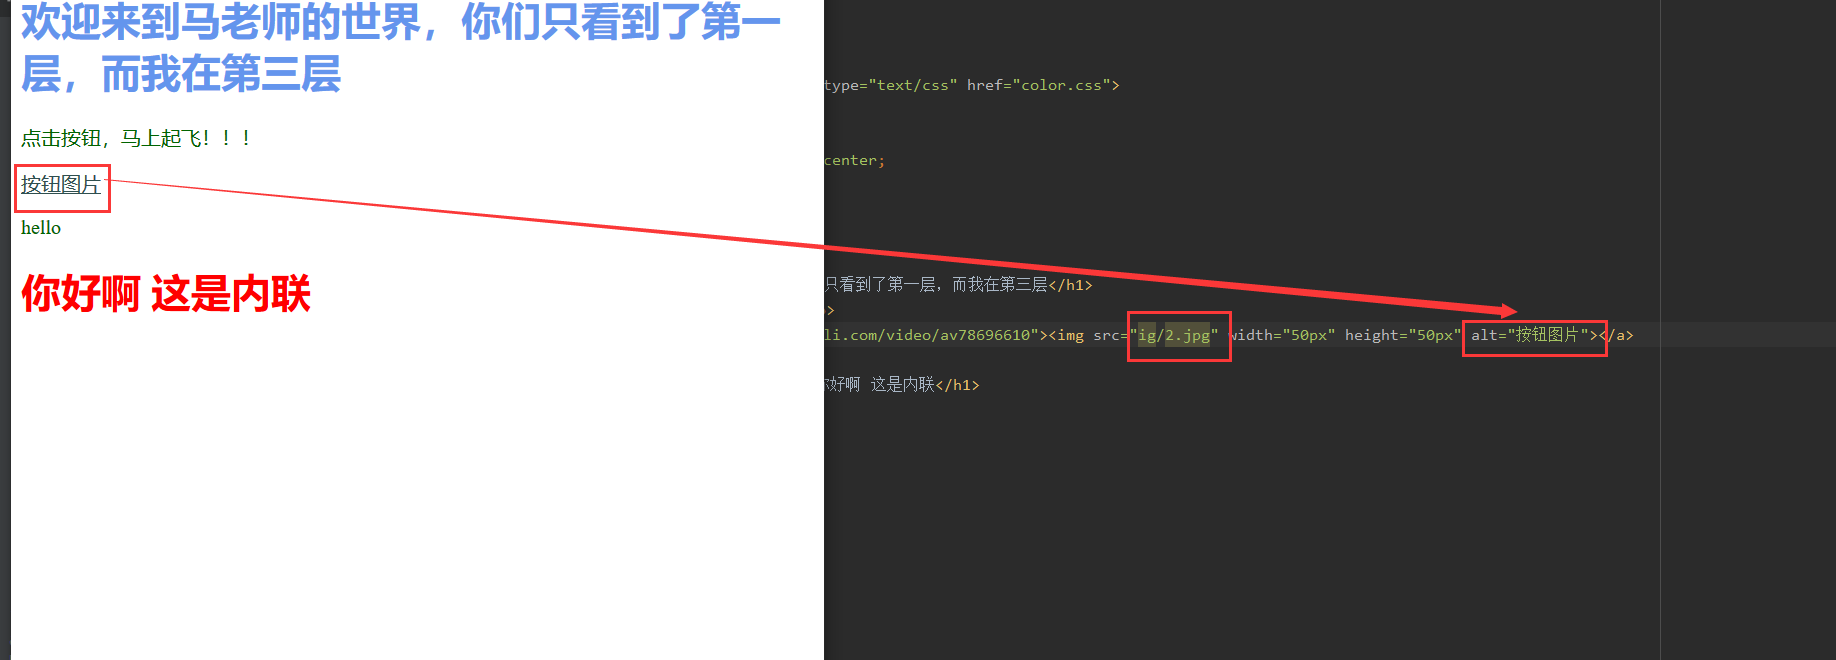 欢迎来到马老师的世界，你们只看到了第一
层，而我在第三层
点击按钮，马上起飞！！！
按钮图片
hello
你好啊 这是内联
type="text/css" href="color.css">
center;
只看到了第一层，而我在第三层</h1>
>
li.com/video/av78696610"><img src="ig/2.jpg" width="50px" height="50px" alt="按钮图片"></a>
你好啊 这是内联</h1>